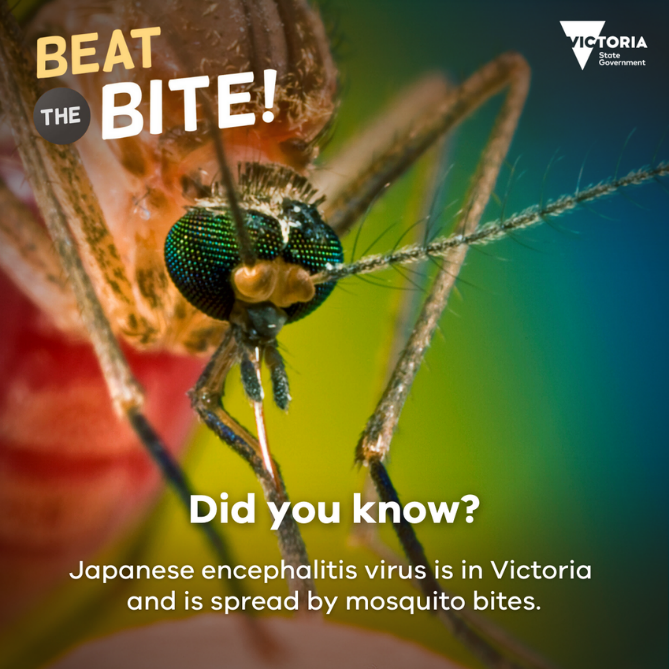 BEAT
THE BITE!
VICTORIA
State
Government
Did you know?
Japanese encephalitis virus is in Victoria
and is spread by mosquito bites.